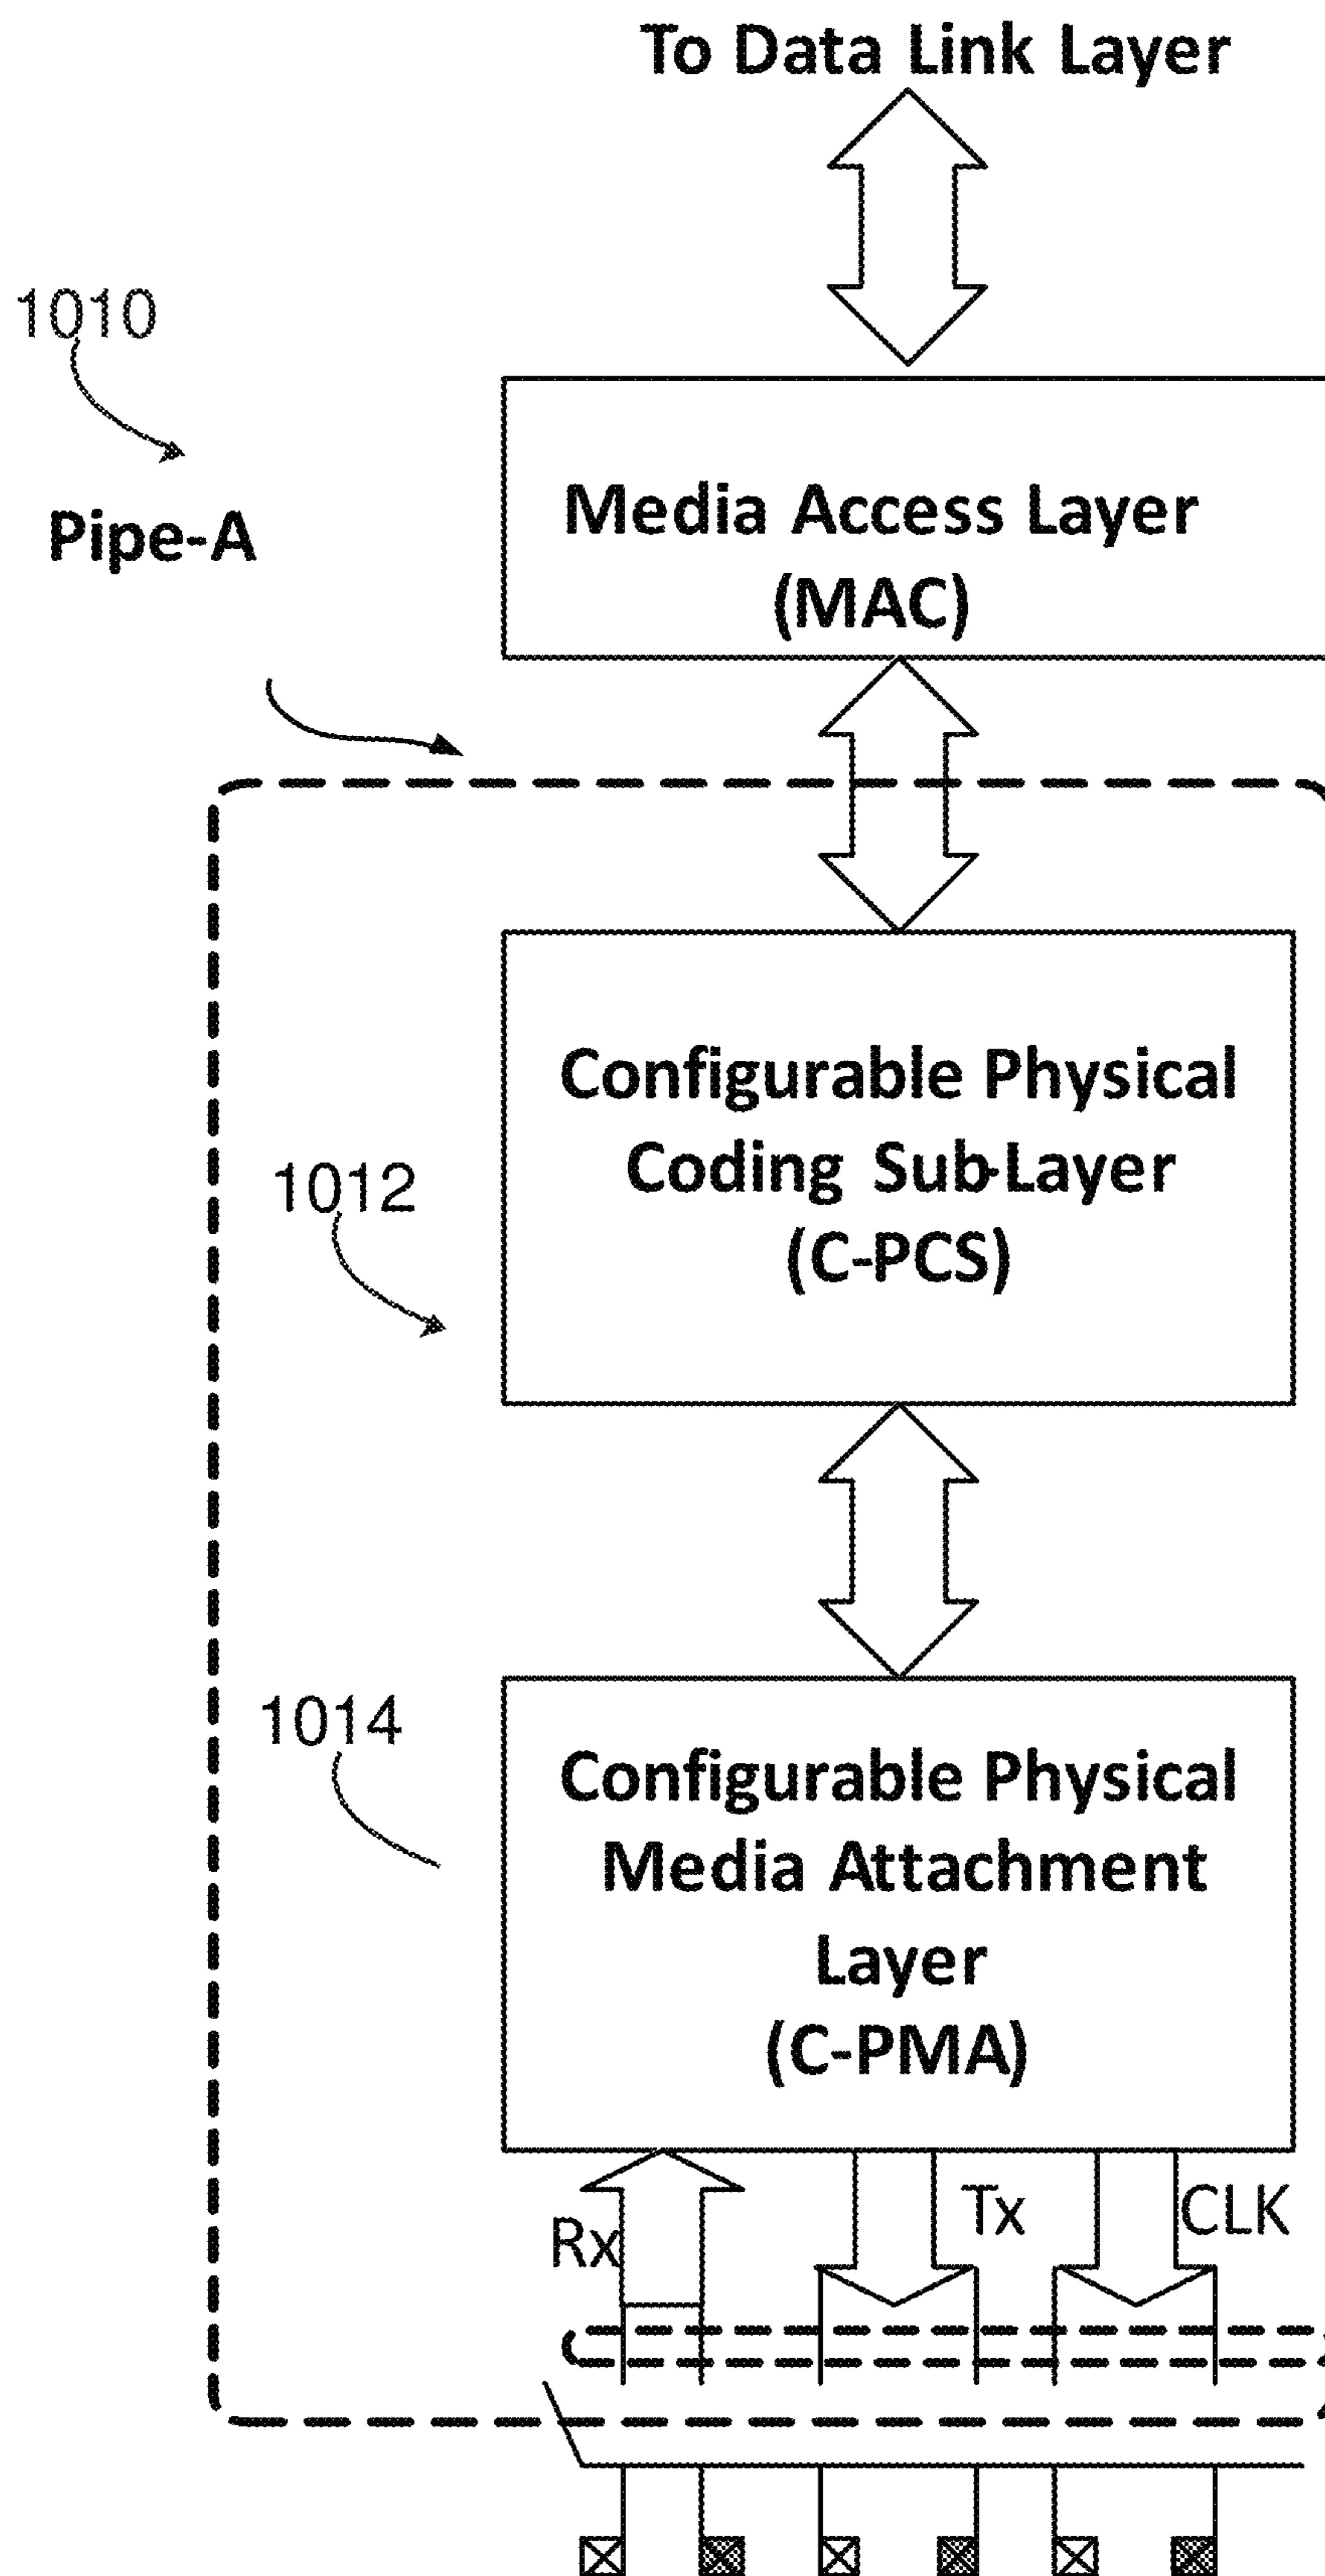 To Data Link Layer
1010
Pipe-A
Media Access Layer
(MAC)
Configurable Physical
Coding Sub-Layer
(C-PCS)
1012
1014
Configurable Physical
Media Attachment
Layer
(C-PMA)
Rx
Tx
CLK